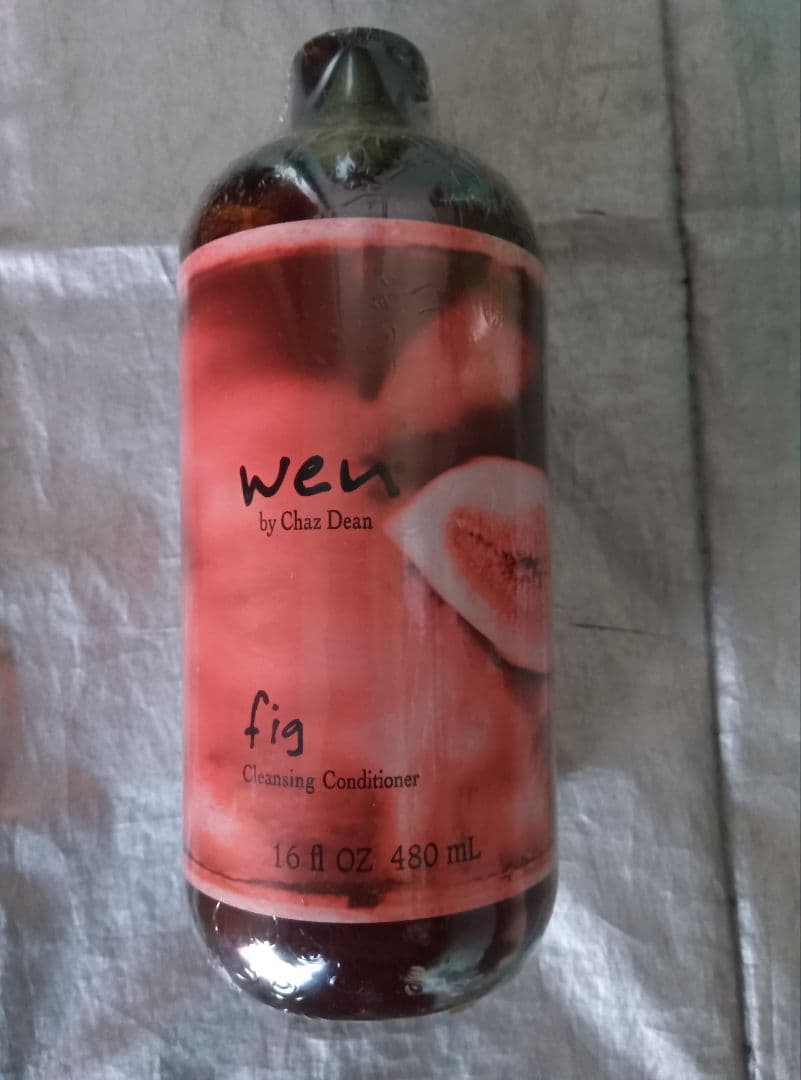 wen
by Chaz Dean
fig
Cleansing Conditioner
16 fl OZ 480 mL